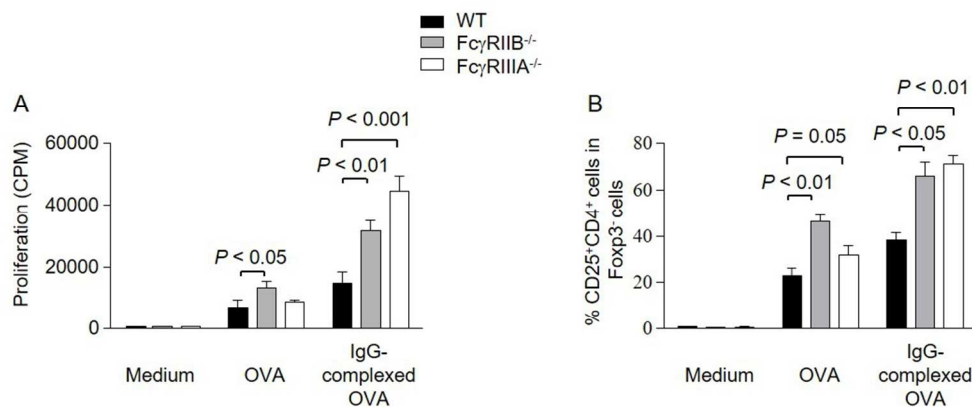 WT
FcγRIIB-/-
FcγRIIIA-/-
A
P < 0.001
P < 0.01
P < 0.05
Proliferation (CPM)
60000
40000
20000
0
Medium
OVA
IgG-
complexed
OVA
B
P < 0.01
P = 0.05
P < 0.05
P < 0.01
% CD25+CD4+ cells in
Foxp3- cells
80
60
40
20
0
Medium
OVA
IgG-
complexed
OVA